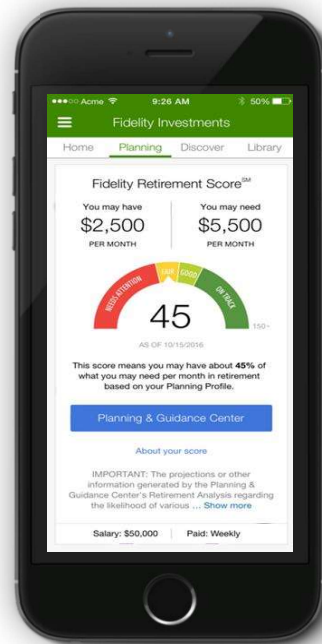 Acme 9:26 AM 50%
Fidelity Investments
Home Planning Discover Library
Fidelity Retirement Score℠
You may have You may need
$2,500 $5,500
PER MONTH PER MONTH
NEEDS ATTENTION FAIR GOOD ON TRACK
45
150+
AS OF 10/15/2016
This score means you may have about 45% of
what you may need per month in retirement
based on your Planning Profile.
Planning & Guidance Center
About your score
IMPORTANT: The projections or other
information generated by the Planning &
Guidance Center's Retirement Analysis regarding
the likelihood of various ... Show more
Salary: $50,000 Paid: Weekly